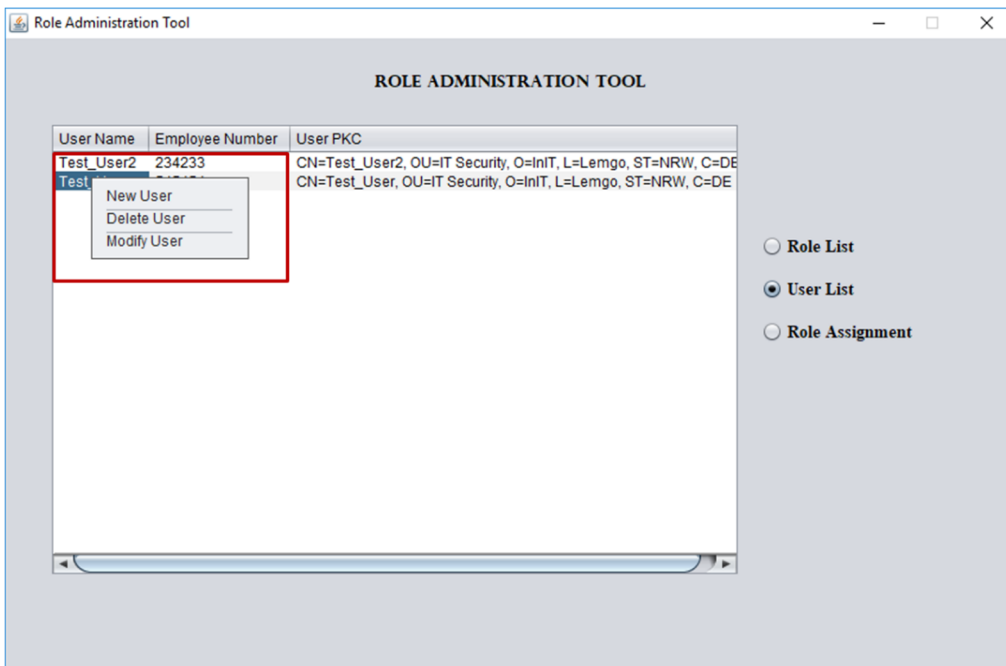 Role Administration Tool
ROLE ADMINISTRATION TOOL
User Name Employee Number User PKC
Test_User2 234233 CN=Test_User2, OU=IT Security, O=InIT, L=Lemgo, ST=NRW, C=DE
CN=Test_User, OU=IT Security, O=InIT, L=Lemgo, ST=NRW, C=DE
New User
Delete User
Modify User
Role List
User List
Role Assignment